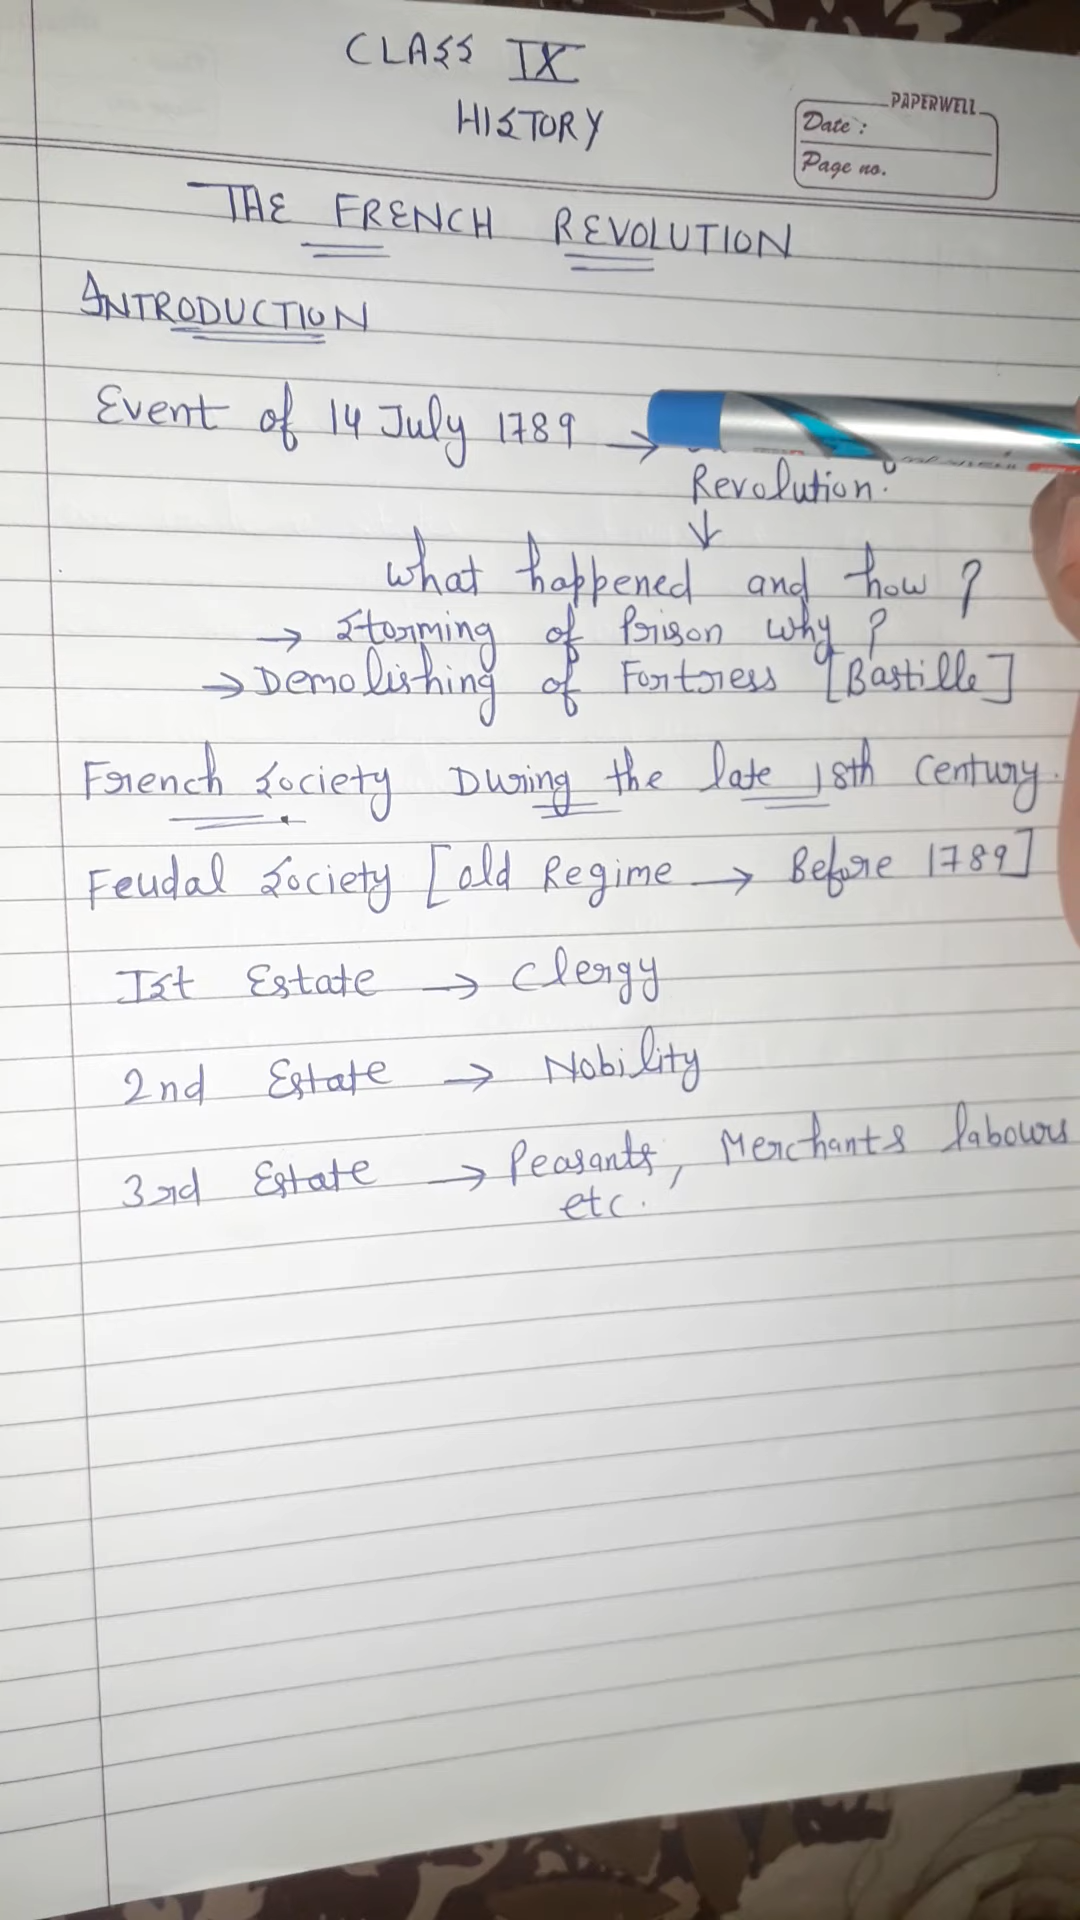 CLASS IX
HISTORY
PAPERWELL
Date :
Page no.
THE FRENCH REVOLUTION
INTRODUCTION
Event of 14 July 1789 →
Revolution.
↓
What happened and how ?
→ Storming of Prison why ?
→ Demolishing of Fortress [Bastille]
French Society During the late 18th Century.
Feudal Society [old Regime → Before 1789]
Ist Estate → Clergy
2nd Estate → Nobility
3rd Estate → Peasants, Merchants labours
etc.